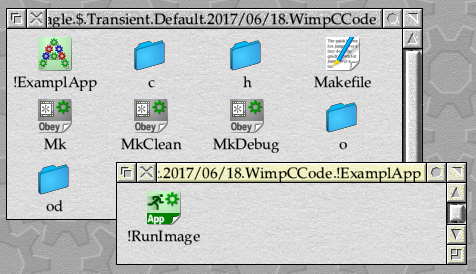 ngle.$.Transient.Default.2017/06/18.WimpCCode
!ExamplApp c h Makefile
Obey Obey Obey
Mk MkClean MkDebug o
od
:.2017/06/18.WimpCCode.!ExamplApp
App
!RunImage